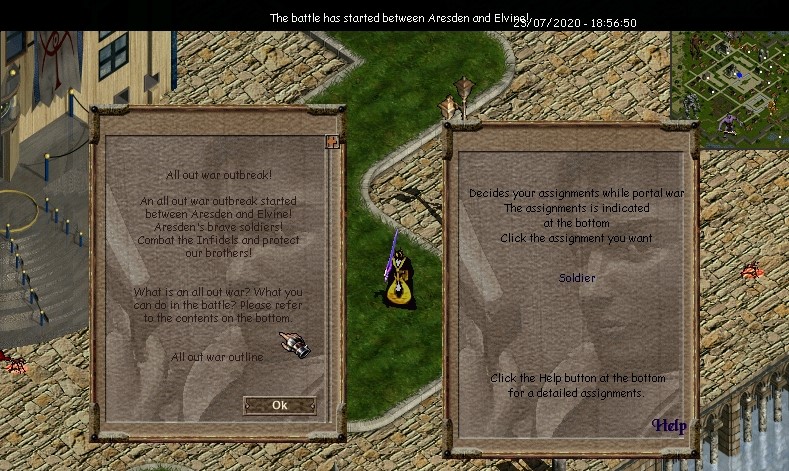 The battle has started between Aresden and Elvine!
23/07/2020 - 18:56:50
All out war outbreak!
An all out war outbreak started
between Aresden and Elvine!
Aresden's brave soldiers!
Combat the Infidels and protect
our brothers!
What is an all out war? What you
can do in the battle? Please refer
to the contents on the bottom.
All out war outline
Ok
Decides your assignments while portal war
The assignments is indicated
at the bottom
Click the assignment you want
Soldier
Click the Help button at the bottom
for a detailed assignments.
Help